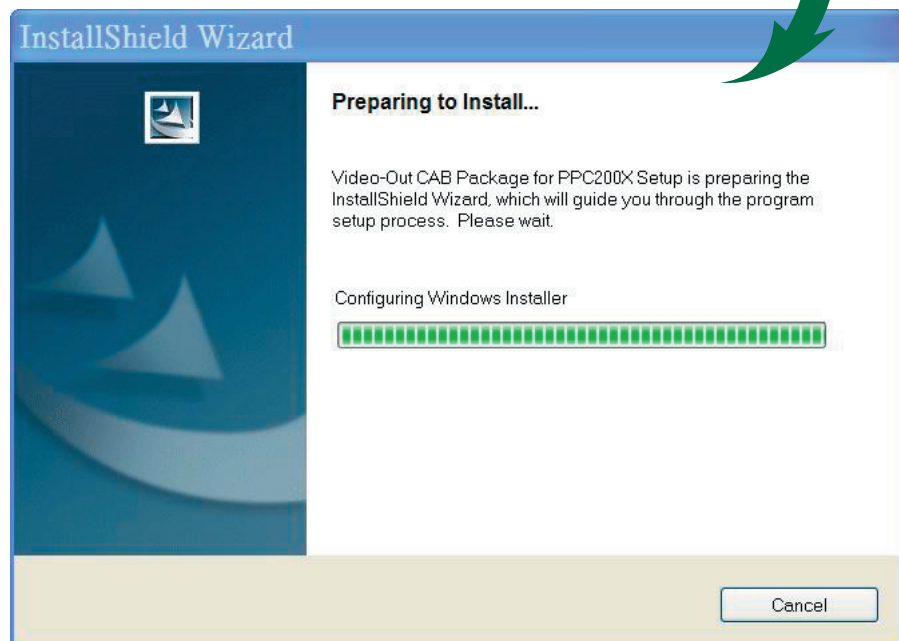 InstallShield Wizard
Preparing to Install...
Video-Out CAB Package for PPC200X Setup is preparing the
InstallShield Wizard, which will guide you through the program
setup process. Please wait.
Configuring Windows Installer
Cancel